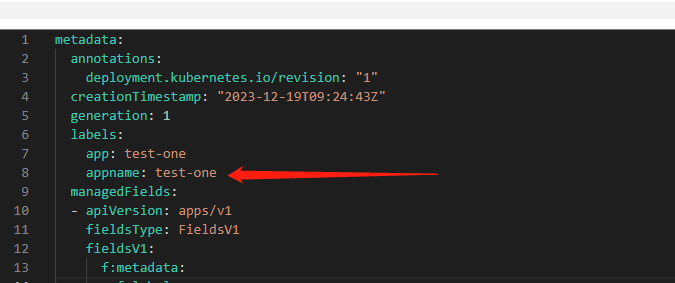 1 metadata:
2 annotations:
3 deployment.kubernetes.io/revision: "1"
4 creationTimestamp: "2023-12-19T09:24:43Z"
5 generation: 1
6 labels:
7 app: test-one
8 appname: test-one
9 managedFields:
10 - apiVersion: apps/v1
11 fieldsType: FieldsV1
12 fieldsV1:
13 f:metadata: